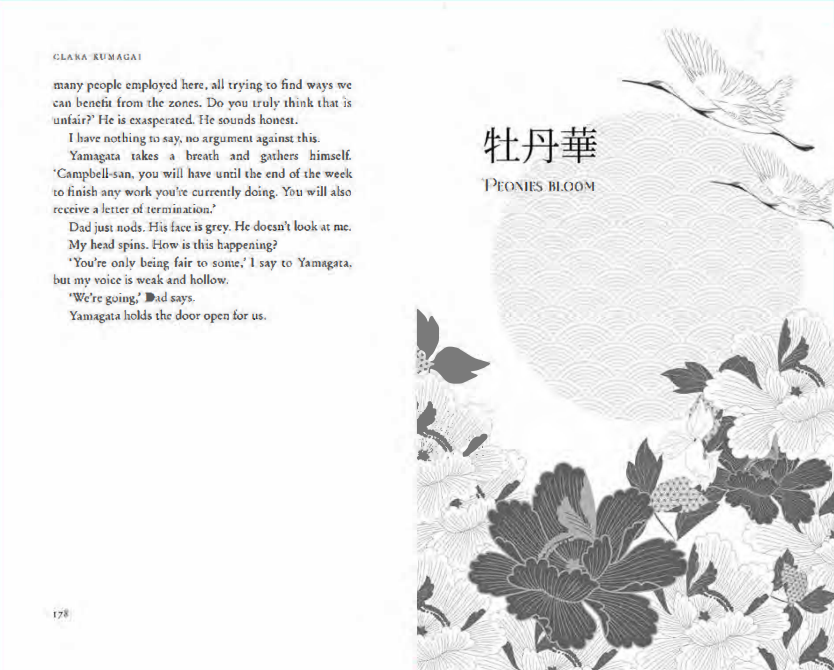 CLARA KUMAGAI
many people employed here, all trying to find ways we
can benefit from the zones. Do you truly think that is
unfair?’ He is exasperated. He sounds honest.
I have nothing to say, no argument against this.
Yamagata takes a breath and gathers himself.
‘Campbell-san, you will have until the end of the week
to finish any work you’re currently doing. You will also
receive a letter of termination.’
Dad just nods. His face is grey. He doesn’t look at me.
My head spins. How is this happening?
‘You’re only being fair to some,’ I say to Yamagata,
but my voice is weak and hollow.
‘We’re going,’ Dad says.
Yamagata holds the door open for us.
178
牡丹華
PEONIES BLOOM